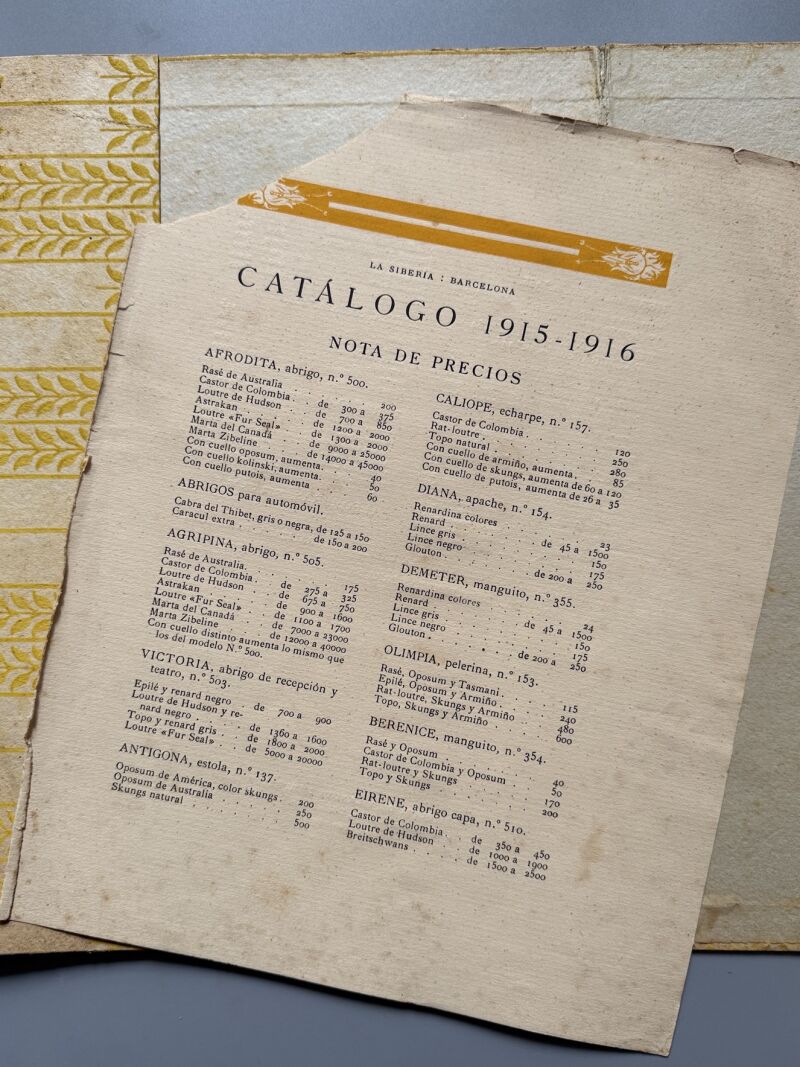 LA SIBERIA : BARCELONA
CATÁLOGO 1915-1916
NOTA DE PRECIOS
AFRODITA, abrigo, n.º 500.
Rasé de Australia . . . . 200
Castor de Colombia . de 300 a 375
Loutre de Hudson . . de 700 a 850
Astrakan . . . . de 1200 a 2000
Loutre «Fur Seal» . . de 1300 a 2000
Marta del Canadá . . de 9000 a 25000
Marta Zibeline . . de 14000 a 45000
Con cuello oposum, aumenta. . 40
Con cuello kolinski, aumenta. . 50
Con cuello putois, aumenta . . 60
ABRIGOS para automóvil.
Cabra del Thibet, gris o negra, de 125 a 150
Caracul extra . . . . de 150 a 200
AGRIPINA, abrigo, n.º 505.
Rasé de Australia. . . . 175
Castor de Colombia . . de 275 a 325
Loutre de Hudson . . de 675 a 750
Astrakan . . . . de 900 a 1600
Loutre «Fur Seal» . . de 1100 a 1700
Marta del Canadá . . de 7000 a 23000
Marta Zibeline . . de 12000 a 40000
Con cuello distinto aumenta lo mismo que
los del modelo N.º 500.
VICTORIA, abrigo de recepción y
teatro, n.º 503.
Epilé y renard negro . de 700 a 900
Loutre de Hudson y re-
nard negro . . . de 1360 a 1600
Topo y renard gris . . de 1800 a 2000
Loutre «Fur Seal» . . de 5000 a 20000
ANTIGONA, estola, n.º 137.
Oposum de América, color skungs. 200
Oposum de Australia . . . 250
Skungs natural . . . . 500
CALIOPE, echarpe, n.º 157.
Castor de Colombia . . . . 120
Rat-loutre . . . . 250
Topo natural . . . . 280
Con cuello de armiño, aumenta . . 85
Con cuello de skungs, aumenta de 60 a 120
Con cuello de putois, aumenta de 26 a 35
DIANA, apache, n.º 154.
Renardina colores . . . . 23
Renard . . . . de 45 a 1500
Lince gris . . . . 150
Lince negro . . . . 175
Glouton . . . . de 200 a 250
DEMETER, manguito, n.º 355.
Renardina colores . . . . 24
Renard . . . . de 45 a 1500
Lince gris . . . . 150
Lince negro . . . . 175
Glouton . . . . de 200 a 250
OLIMPIA, pelerina, n.º 153.
Rasé, Oposum y Tasmani . . . 115
Epilé, Oposum y Armiño . . . 240
Rat-loutre, Skungs y Armiño . . 480
Topo, Skungs y Armiño . . . 600
BERENICE, manguito, n.º 354.
Rasé y Oposum . . . . 40
Castor de Colombia y Oposum . . 50
Rat-loutre y Skungs . . . 170
Topo y Skungs . . . . 200
EIRENE, abrigo capa, n.º 510.
Castor de Colombia . . de 350 a 450
Loutre de Hudson . . de 1000 a 1900
Breitschwans . . . de 1500 a 2500